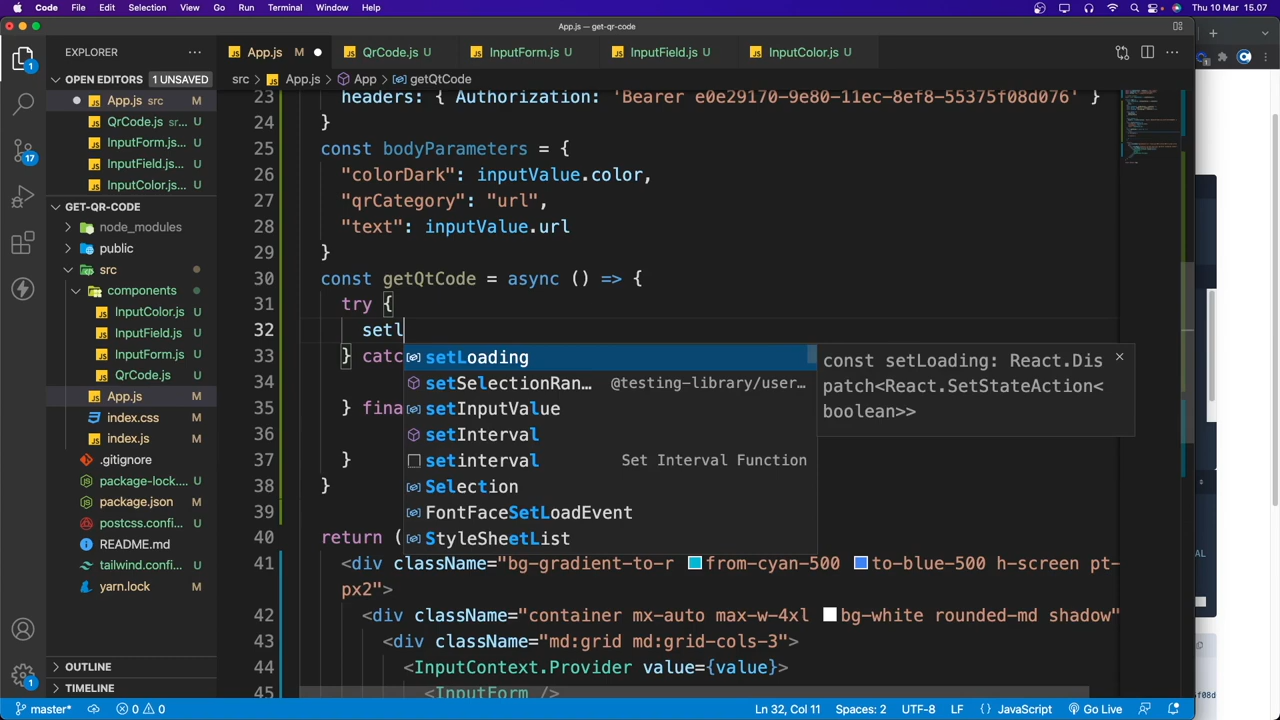 Code File Edit Selection View Go Run Terminal Window Help Thu 10 Mar 15.07
App.js — get-qr-code
EXPLORER
App.js M
QrCode.js U
InputForm.js U
InputField.js U
InputColor.js U
OPEN EDITORS 1 UNSAVED
src > App.js > App > getQtCode
App.js src M
QrCode.js sr... U
InputForm.js... U
InputField.js... U
InputColor.js... U
GET-QR-CODE
node_modules
public
src
components
InputColor.js U
InputField.js U
InputForm.js U
QrCode.js U
App.js M
index.css U
index.js M
.gitignore
package-lock.... U
package.json M
postcss.confi... U
README.md
tailwind.confi... U
yarn.lock M
OUTLINE
TIMELINE
23 headers: { Authorization: 'Bearer e0e29170-9e80-11ec-8ef8-55375f08d076' }
24 }
25 const bodyParameters = {
26 "colorDark": inputValue.color,
27 "qrCategory": "url",
28 "text": inputValue.url
29 }
30 const getQtCode = async () => {
31 try {
32 setl
33 } catc
34
35 } fina
36
37 }
38 }
39
40 return (
41 <div className="bg-gradient-to-r from-cyan-500 to-blue-500 h-screen pt-
px2">
42 <div className="container mx-auto max-w-4xl bg-white rounded-md shadow"
43 <div className="md:grid md:grid-cols-3">
44 <InputContext.Provider value={value}>
45 <InputForm />
setLoading
setSelectionRan... @testing-library/user...
setInputValue
setInterval
setinterval Set Interval Function
Selection
FontFaceSetLoadEvent
StyleSheetList
const setLoading: React.Dis
patch<React.SetStateAction<
boolean>>
master* 0 0 Ln 32, Col 11 Spaces: 2 UTF-8 LF {} JavaScript Go Live